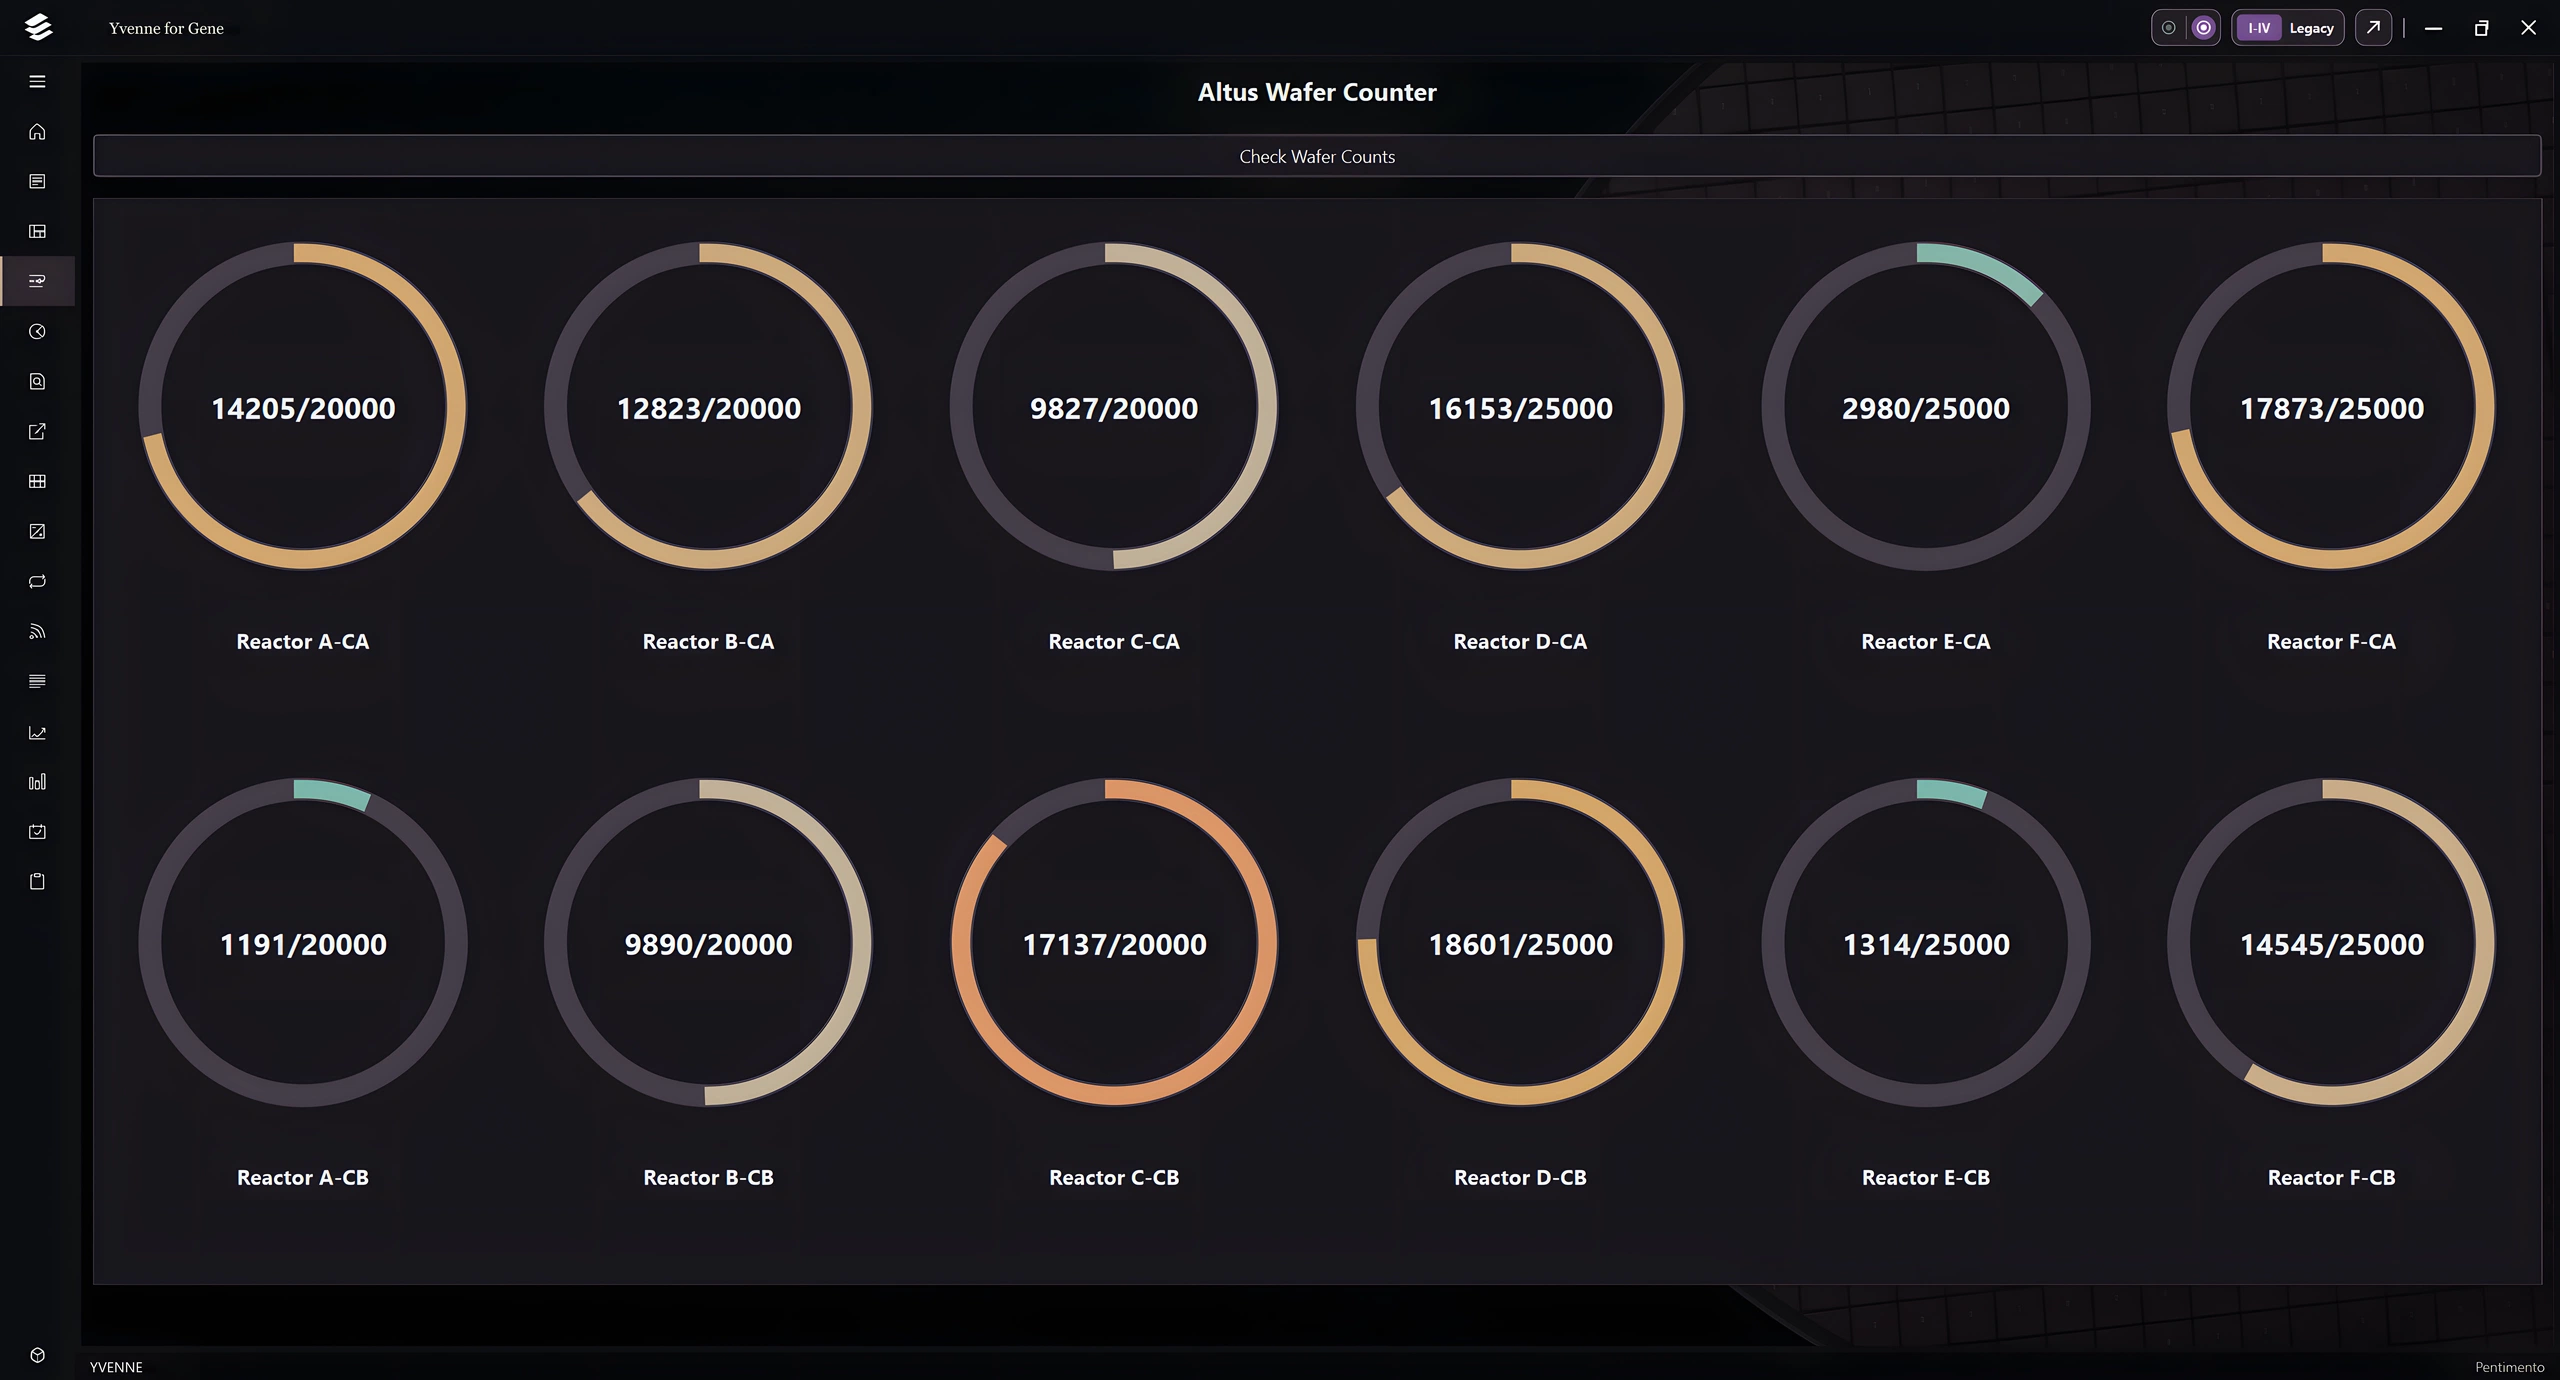 Yvenne for Gene
I-IV Legacy
Altus Wafer Counter
Check Wafer Counts
14205/20000
12823/20000
9827/20000
16153/25000
2980/25000
17873/25000
Reactor A-CA
Reactor B-CA
Reactor C-CA
Reactor D-CA
Reactor E-CA
Reactor F-CA
1191/20000
9890/20000
17137/20000
18601/25000
1314/25000
14545/25000
Reactor A-CB
Reactor B-CB
Reactor C-CB
Reactor D-CB
Reactor E-CB
Reactor F-CB
YVENNE
Pentimento